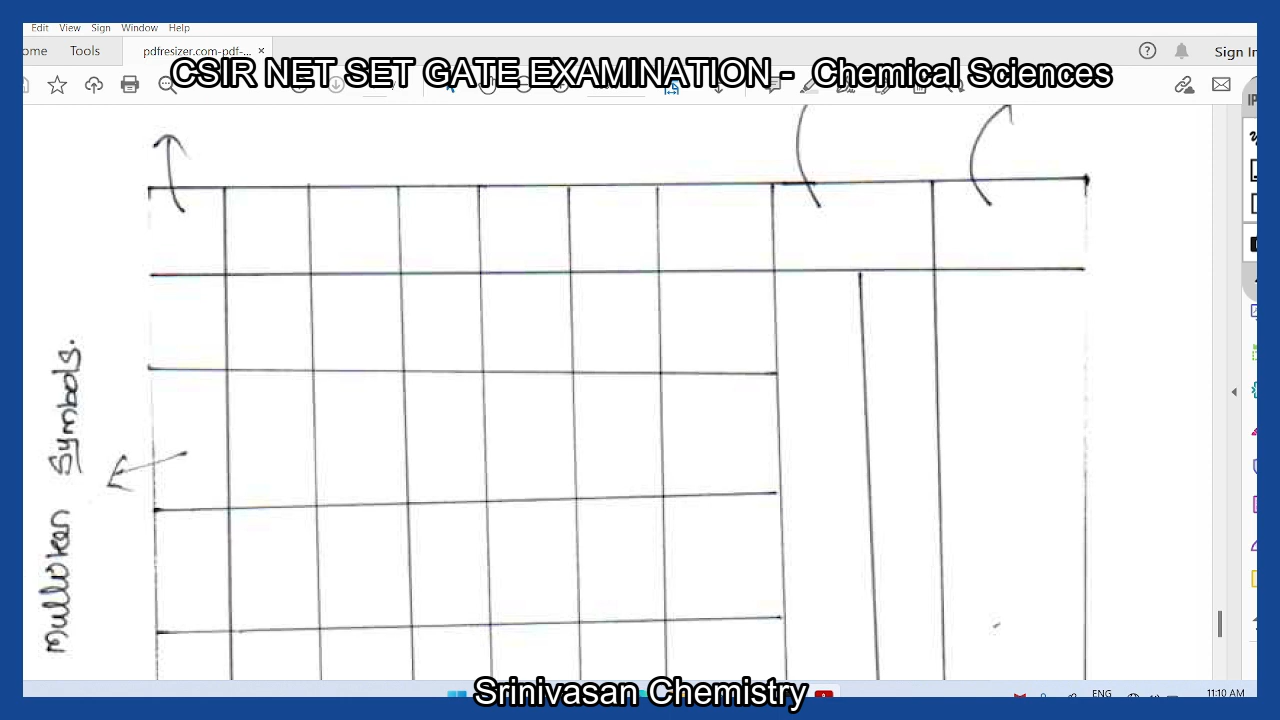 Edit View Sign Window Help
ome Tools pdfresizer.com-pdf-... × Sign In
CSIR NET SET GATE EXAMINATION - Chemical Sciences
Mulliken Symbols.
Srinivasan Chemistry
ENG 11:10 AM